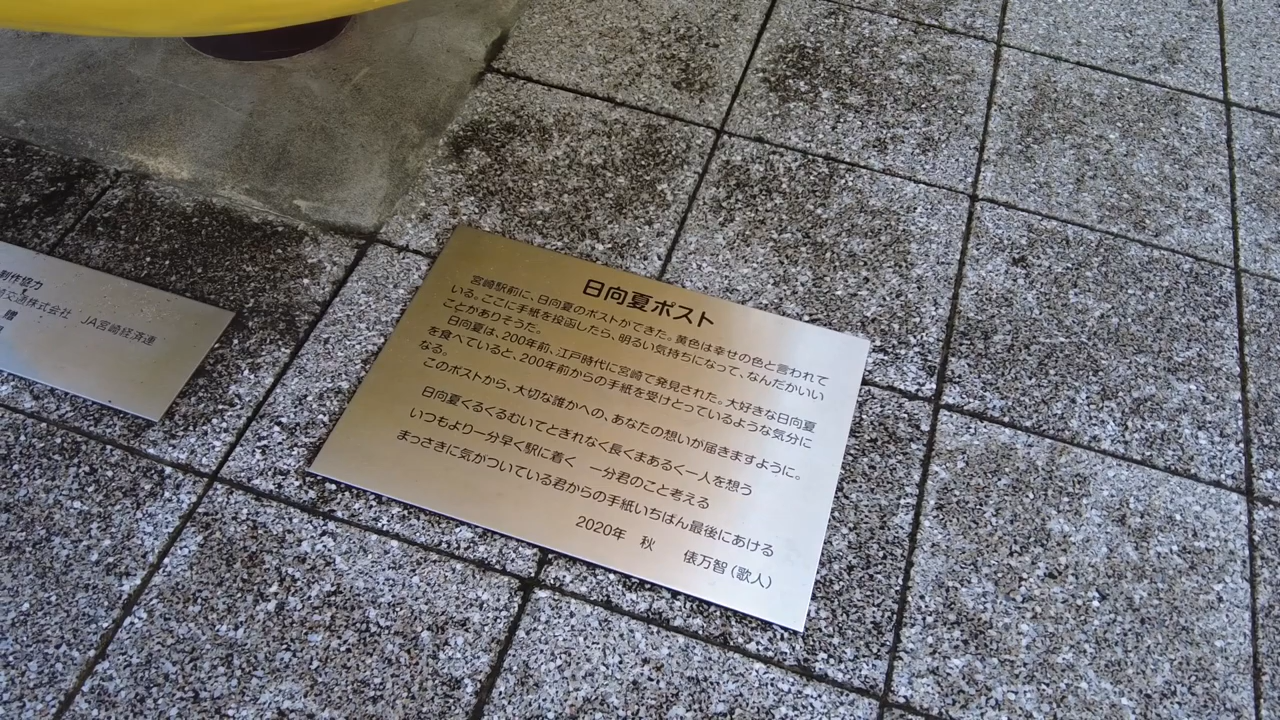 日向夏ポスト
宮崎駅前に、日向夏のポストができた。黄色は幸せの色と言われて
いる。ここに手紙を投函したら、明るい気持ちになって、なんだかいい
ことがありそうだ。
日向夏は、200年前、江戸時代に宮崎で発見された。大好きな日向夏
を食べていると、200年前からの手紙を受けとっているような気分に
なる。
このポストから、大切な誰かへの、あなたの想いが届きますように。
日向夏くるくるむいてとぎれなく長くまあるく一人を想う
いつもより一分早く駅に着く 一分君のこと考える
まっさきに気がついている君からの手紙いちばん最後にあける
2020年 秋 俵万智(歌人)
制作協力
株式会社 JA宮崎経済連
贈